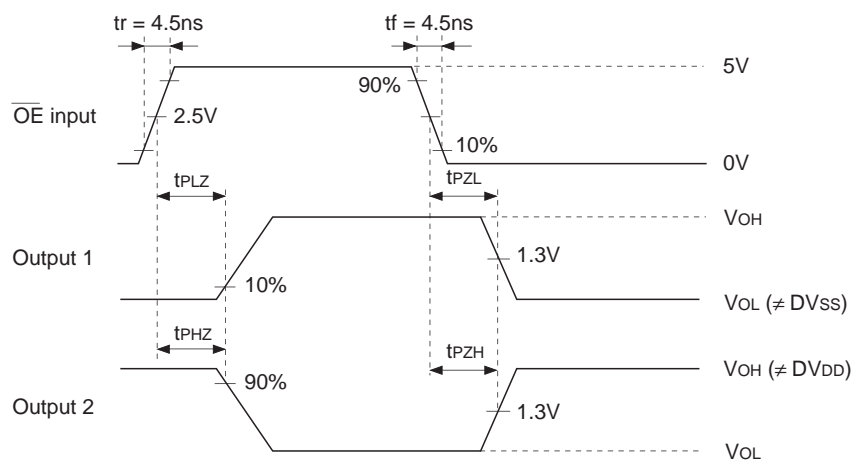 tr = 4.5ns
tf = 4.5ns
5V
90%
OE input
2.5V
10%
0V
tPLZ
tPZL
VOH
Output 1
1.3V
10%
VOL (≠ DVSS)
tPHZ
tPZH
VOH (≠ DVDD)
90%
Output 2
1.3V
VOL